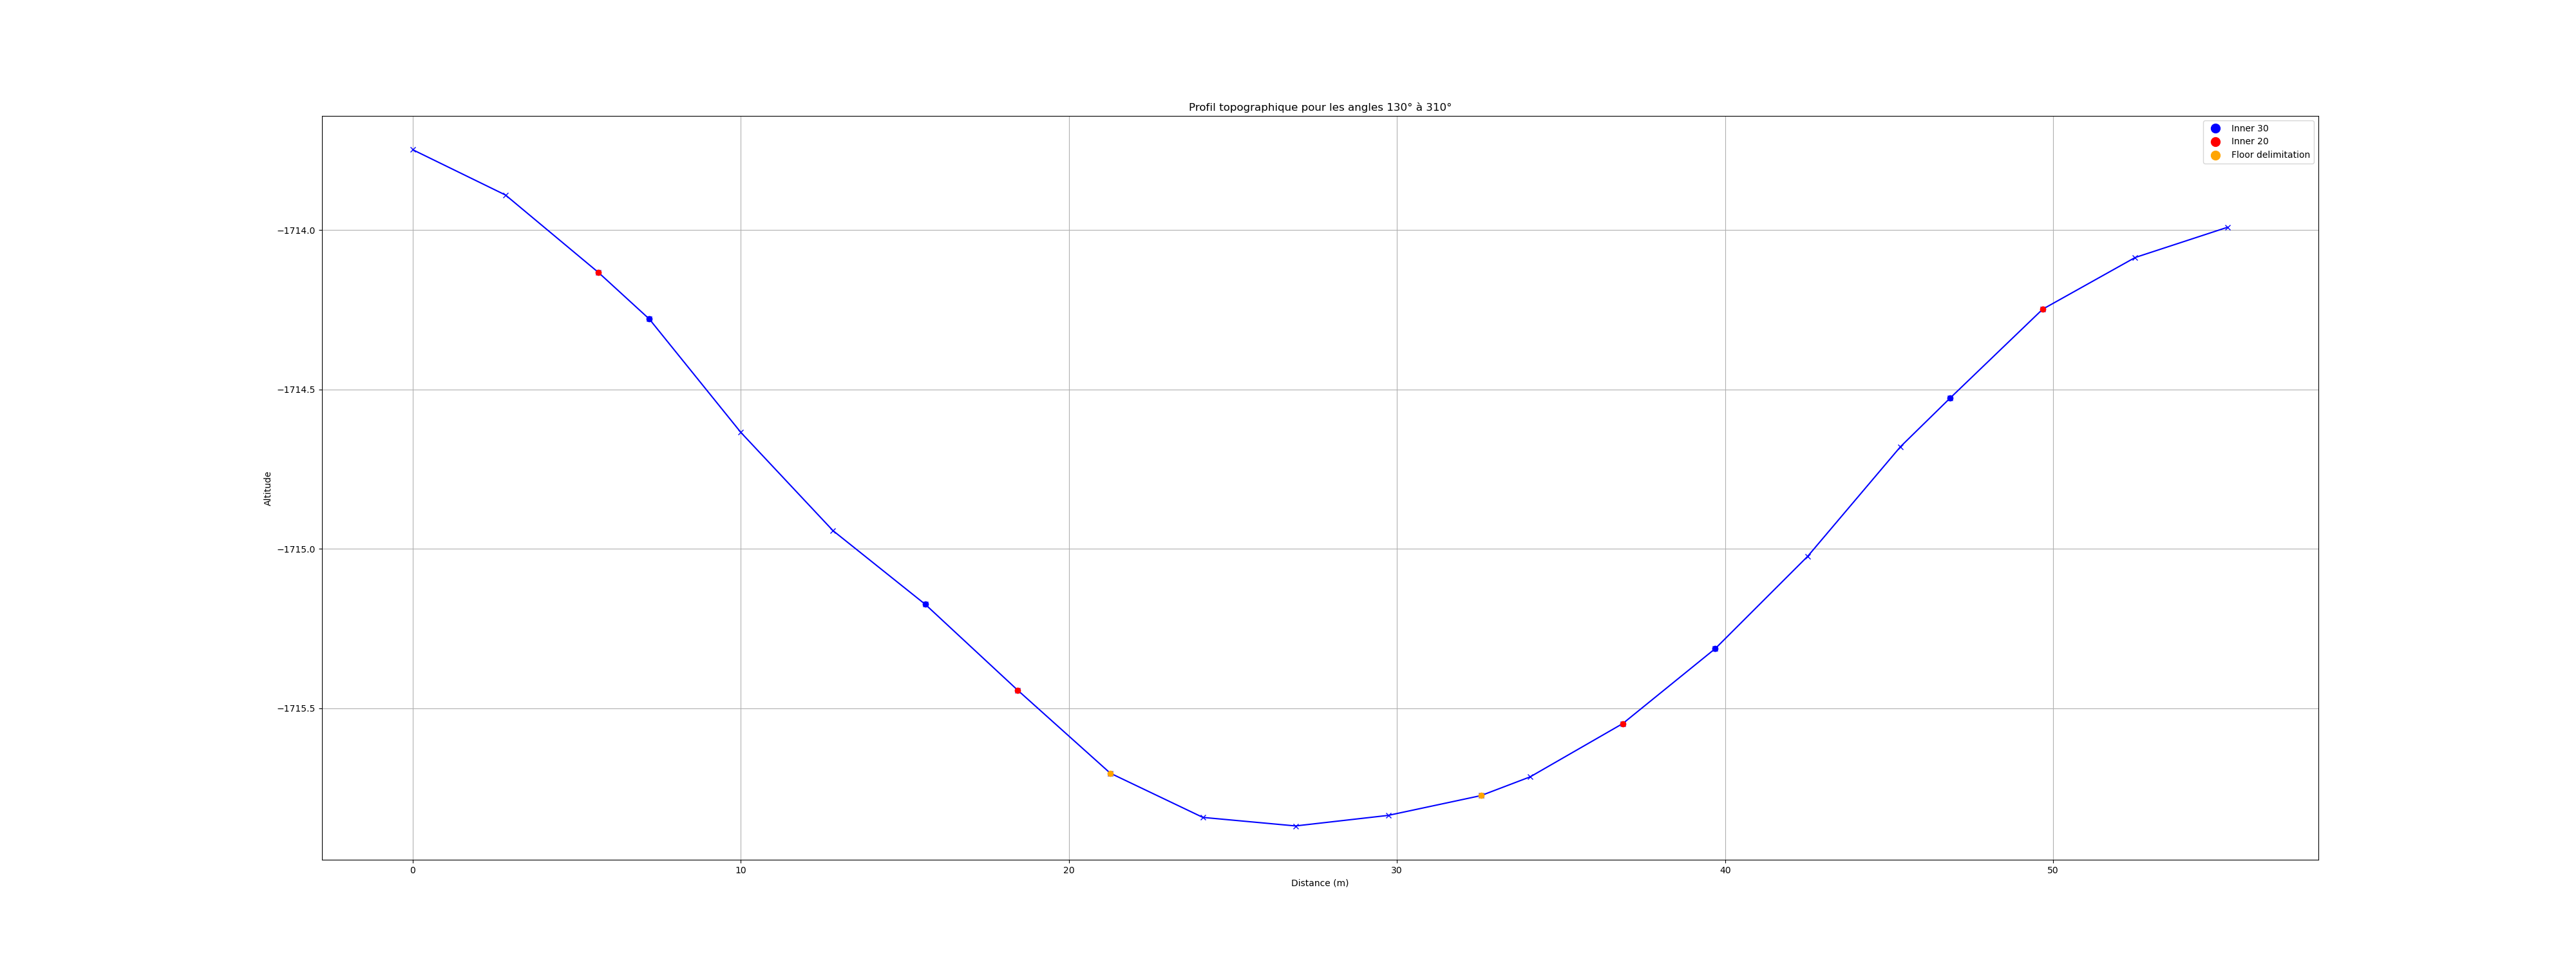 Profil topographique pour les angles 130° à 310°
Inner 30
Inner 20
Floor delimitation
Altitude
−1714.0
−1714.5
−1715.0
−1715.5
0 10 20 30 40 50
Distance (m)